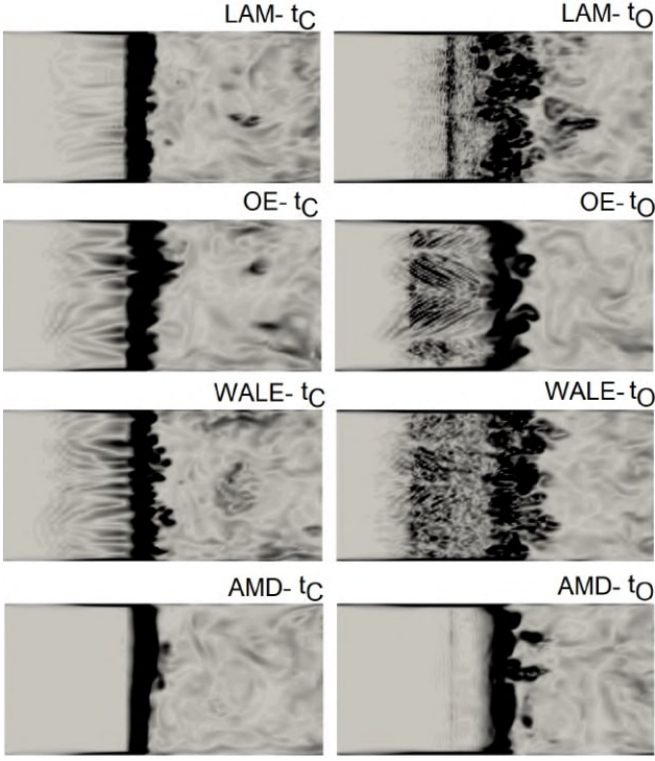 LAM- tC LAM- tO
OE- tC OE- tO
WALE- tC WALE- tO
AMD- tC AMD- tO